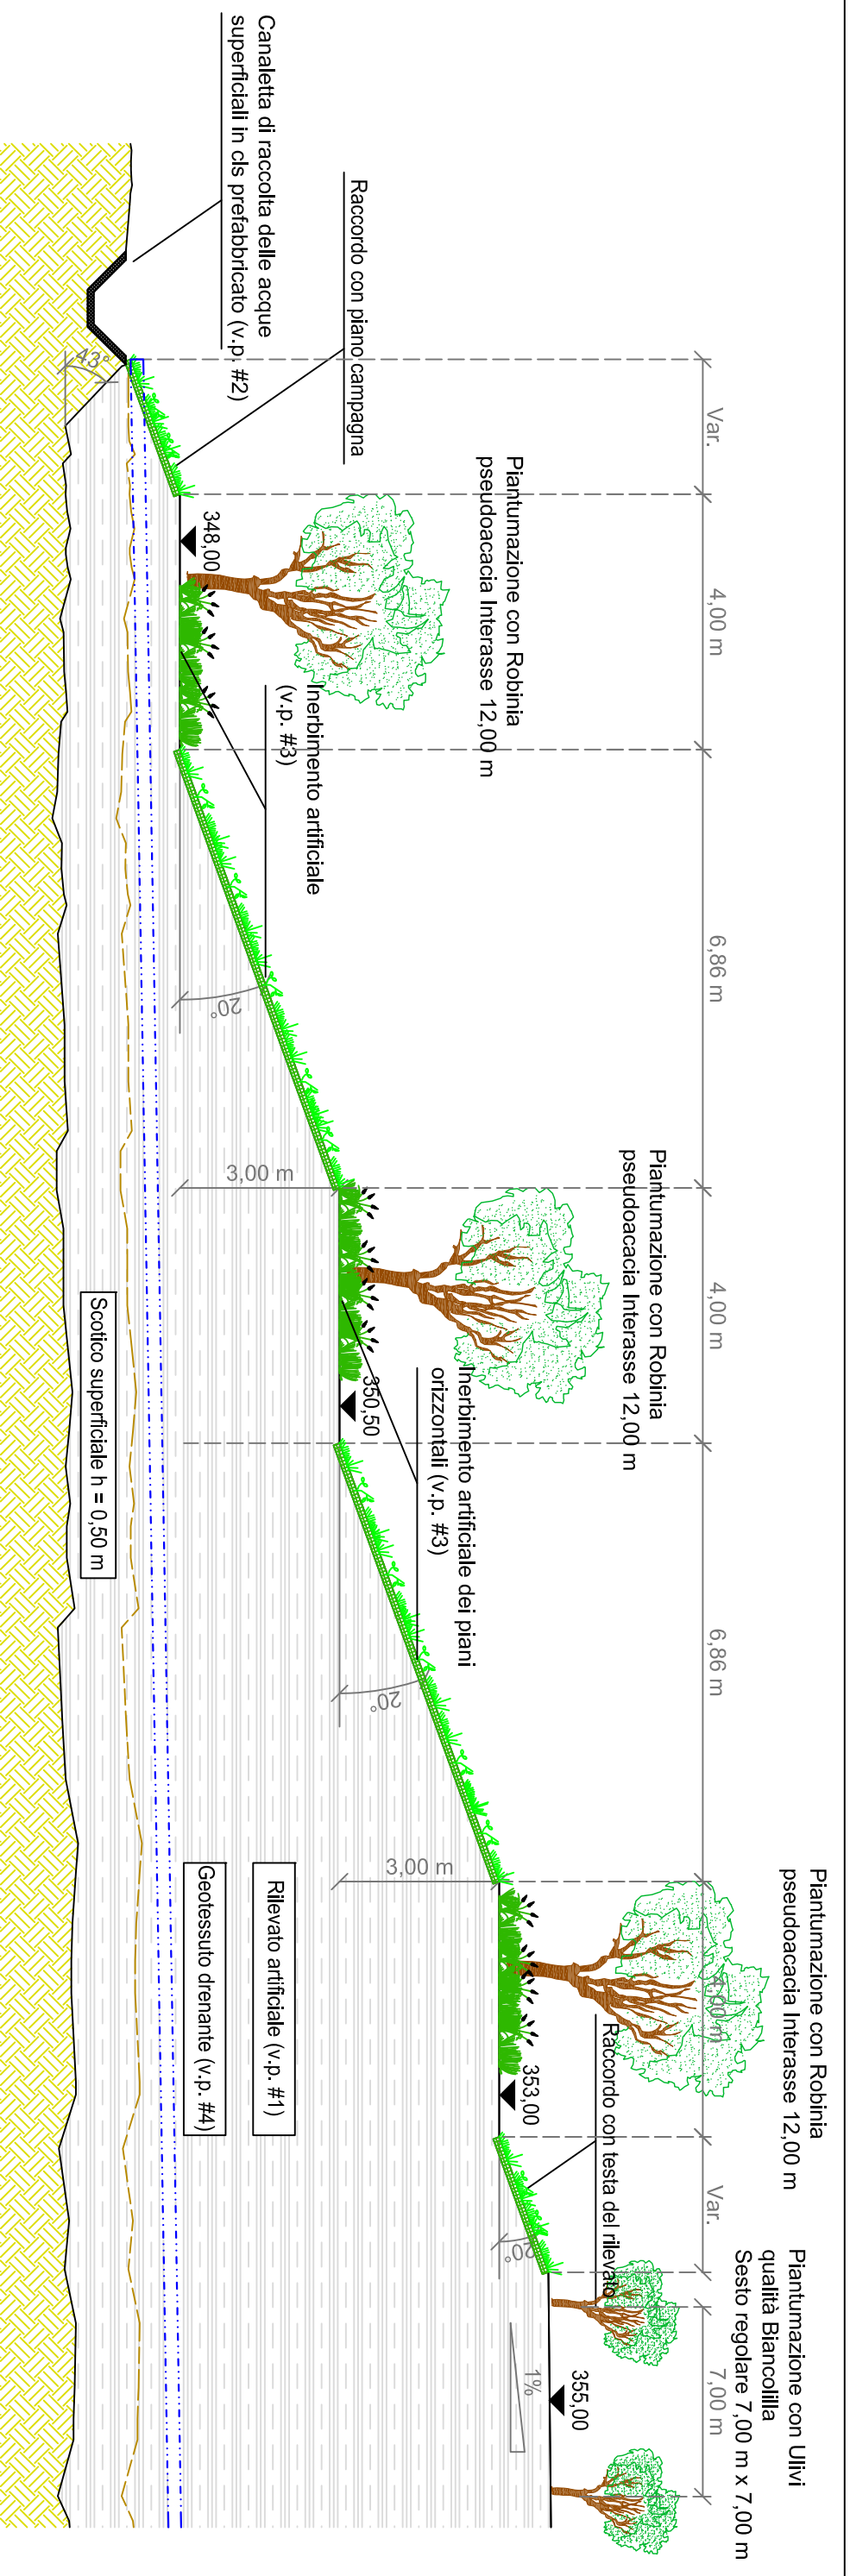 Canaletta di raccolta delle acque
superficiali in cls prefabbricato (v.p. #2)
Raccordo con piano campagna
Piantumazione con Robinia
pseudoacacia Interasse 12,00 m
Inerbimento artificiale
(v.p. #3)
Piantumazione con Robinia
pseudoacacia Interasse 12,00 m
Inerbimento artificiale dei piani
orizzontali (v.p. #3)
Piantumazione con Robinia
pseudoacacia Interasse 12,00 m
Raccordo con testa del rilevato
Piantumazione con Ulivi
qualità Biancolilla
Sesto regolare 7,00 m x 7,00 m
Var.
4,00 m
6,86 m
4,00 m
6,86 m
4,00 m
Var.
7,00 m
43°
348,00
20°
3,00 m
350,50
20°
3,00 m
353,00
20°
1%
355,00
Scotico superficiale h = 0,50 m
Rilevato artificiale (v.p. #1)
Geotessuto drenante (v.p. #4)